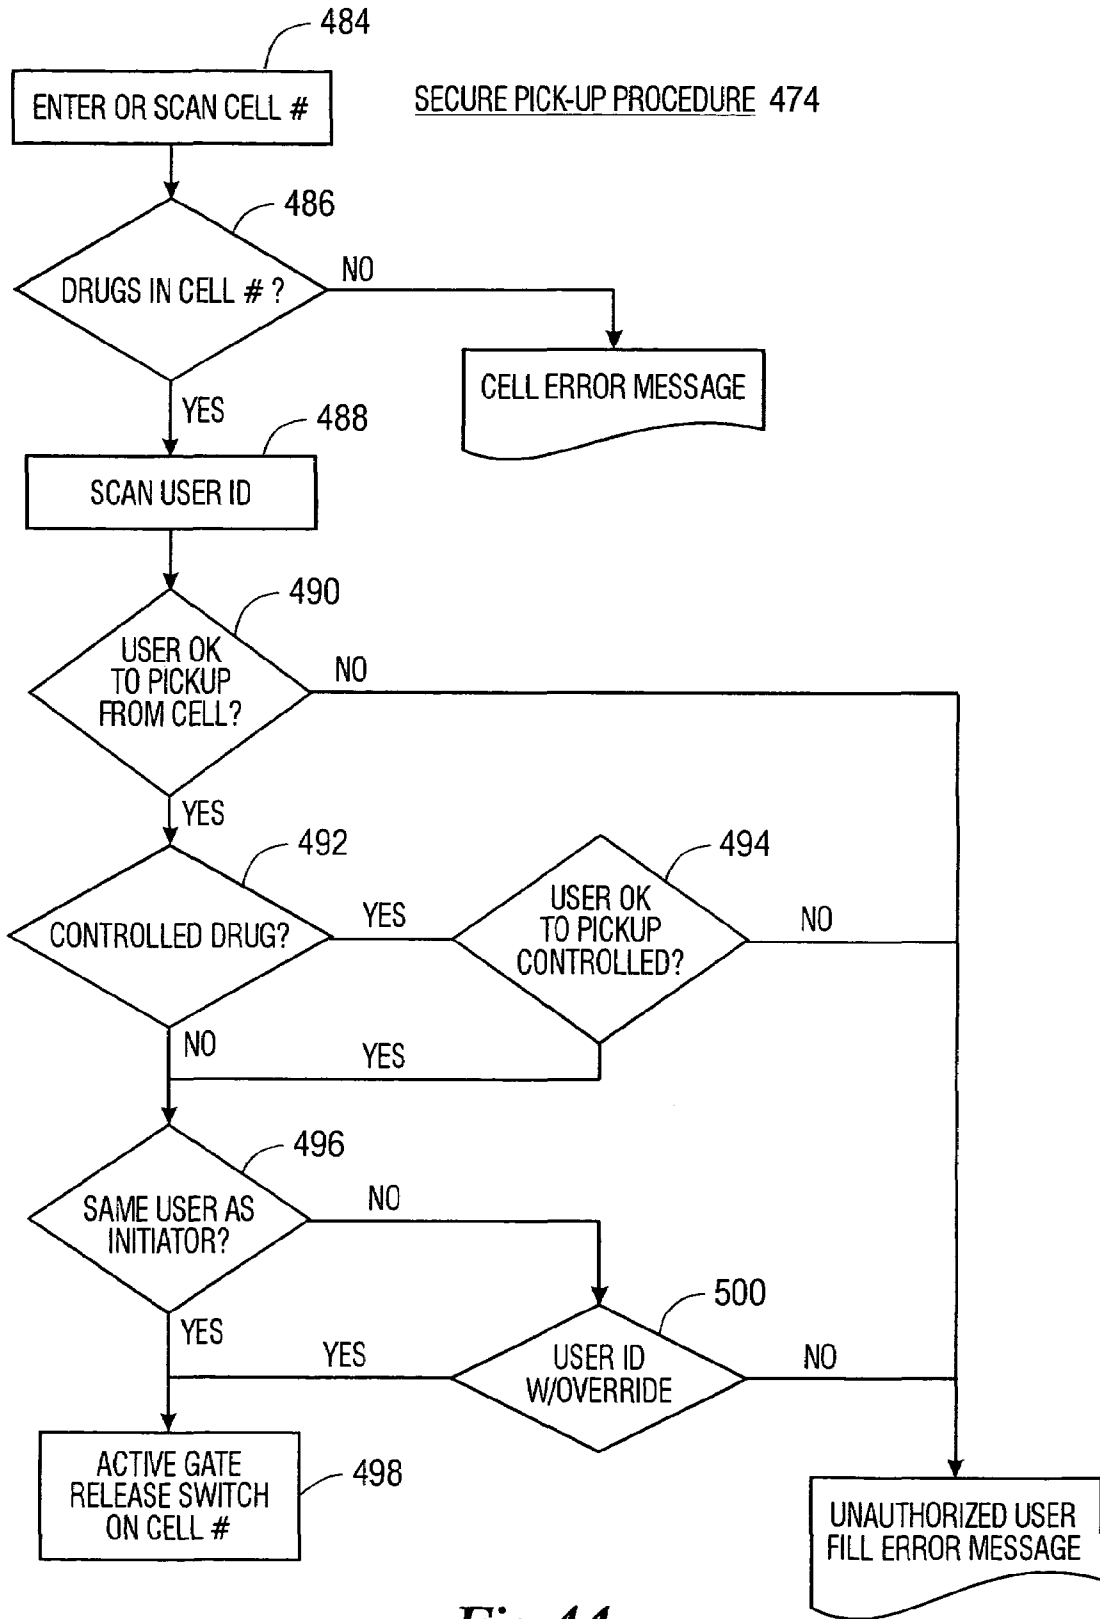 484
ENTER OR SCAN CELL #
SECURE PICK-UP PROCEDURE 474
486
DRUGS IN CELL # ?
NO
CELL ERROR MESSAGE
YES
488
SCAN USER ID
490
USER OK
TO PICKUP
FROM CELL?
NO
YES
492
CONTROLLED DRUG?
YES
494
USER OK
TO PICKUP
CONTROLLED?
NO
NO
YES
496
SAME USER AS
INITIATOR?
NO
500
USER ID
W/OVERRIDE
YES
YES
NO
ACTIVE GATE
RELEASE SWITCH
ON CELL #
498
UNAUTHORIZED USER
FILL ERROR MESSAGE